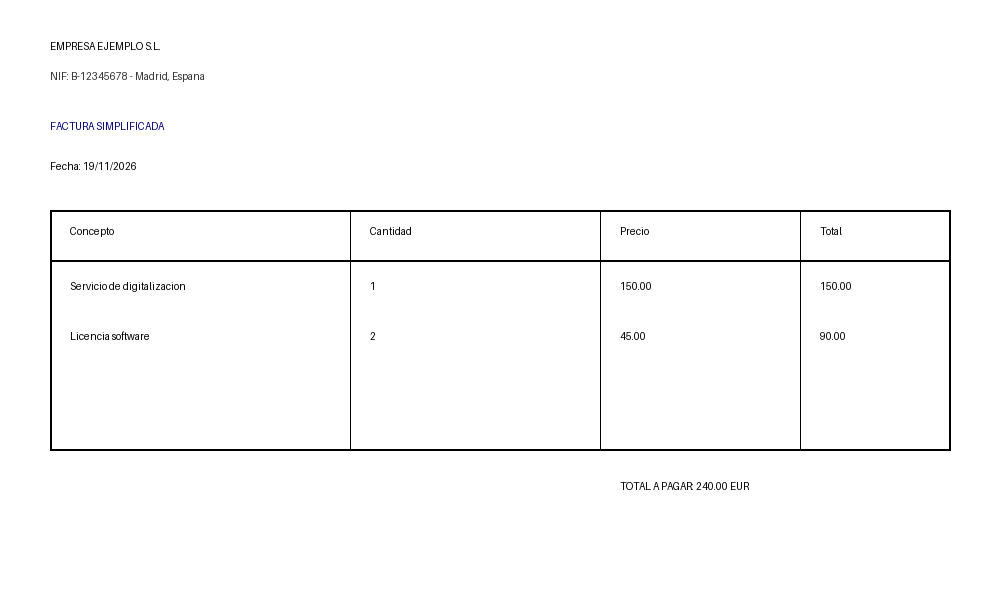 EMPRESA EJEMPLO S.L.
NIF: B-12345678 - Madrid, Espana
FACTURA SIMPLIFICADA
Fecha: 19/11/2026
Concepto Cantidad Precio Total
Servicio de digitalizacion 1 150.00 150.00
Licencia software 2 45.00 90.00
TOTAL A PAGAR: 240.00 EUR